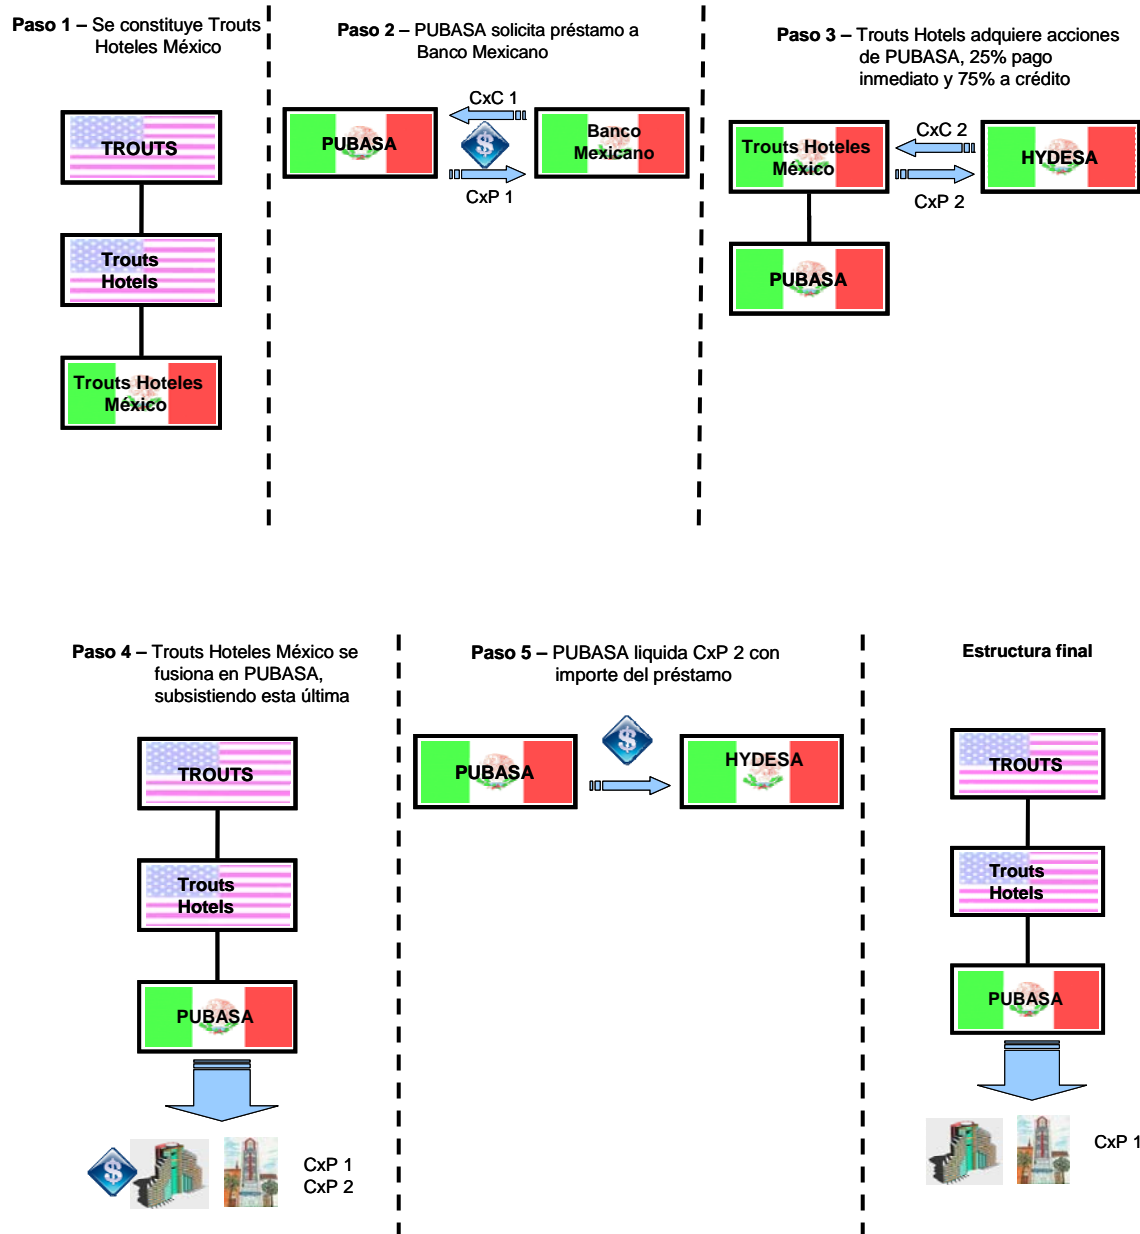 Paso 1 – Se constituye Trouts
Hoteles México
TROUTS
Trouts
Hotels
Trouts Hoteles
México
Paso 2 – PUBASA solicita préstamo a
Banco Mexicano
CxC 1
PUBASA
$
Banco
Mexicano
CxP 1
Paso 3 – Trouts Hotels adquiere acciones
de PUBASA, 25% pago
inmediato y 75% a crédito
Trouts Hoteles
México
CxC 2
HYDESA
CxP 2
PUBASA
Paso 4 – Trouts Hoteles México se
fusiona en PUBASA,
subsistiendo esta última
TROUTS
Trouts
Hotels
PUBASA
$
CxP 1
CxP 2
Paso 5 – PUBASA liquida CxP 2 con
importe del préstamo
$
PUBASA
HYDESA
Estructura final
TROUTS
Trouts
Hotels
PUBASA
CxP 1